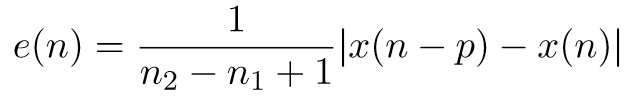 e(n) = \frac{1}{n_2 - n_1 + 1} |x(n - p) - x(n)|